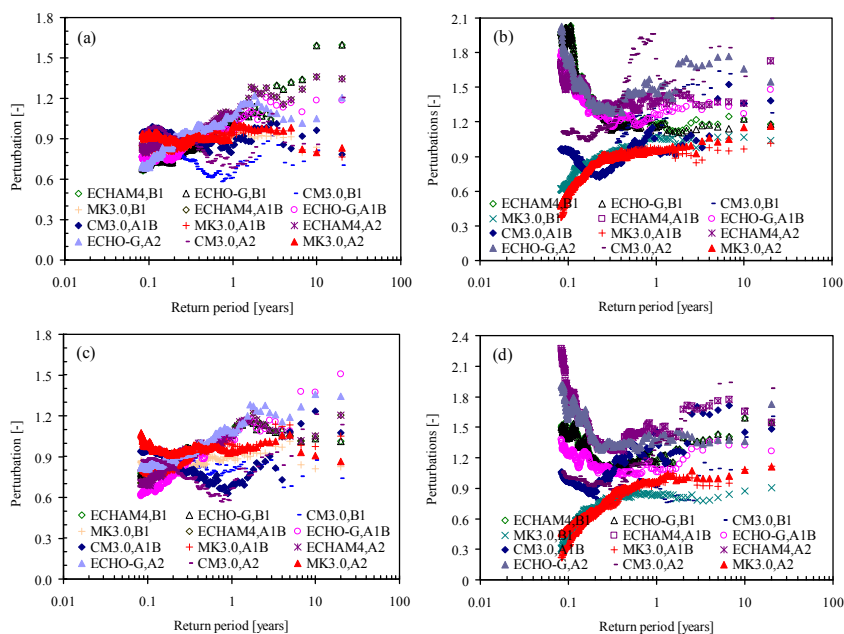 (a)
Perturbation [-]
1.8
1.5
1.2
0.9
0.6
0.3
0.0
ECHAM4,B1 ECHO-G,B1 CM3.0,B1
MK3.0,B1 ECHAM4,A1B ECHO-G,A1B
CM3.0,A1B MK3.0,A1B ECHAM4,A2
ECHO-G,A2 CM3.0,A2 MK3.0,A2
0.01 0.1 1 10 100
Return period [years]
(b)
Perturbations [-]
2.1
1.8
1.5
1.2
0.9
0.6
0.3
0.0
ECHAM4,B1 ECHO-G,B1 CM3.0,B1
MK3.0,B1 ECHAM4,A1B ECHO-G,A1B
CM3.0,A1B MK3.0,A1B ECHAM4,A2
ECHO-G,A2 CM3.0,A2 MK3.0,A2
0.01 0.1 1 10 100
Return period [years]
(c)
Perturbation [-]
1.8
1.5
1.2
0.9
0.6
0.3
0.0
ECHAM4,B1 ECHO-G,B1 CM3.0,B1
MK3.0,B1 ECHAM4,A1B ECHO-G,A1B
CM3.0,A1B MK3.0,A1B ECHAM4,A2
ECHO-G,A2 CM3.0,A2 MK3.0,A2
0.01 0.1 1 10 100
Return period [years]
(d)
Perturbations [-]
2.4
2.1
1.8
1.5
1.2
0.9
0.6
0.3
0.0
ECHAM4,B1 ECHO-G,B1 CM3.0,B1
MK3.0,B1 ECHAM4,A1B ECHO-G,A1B
CM3.0,A1B MK3.0,A1B ECHAM4,A2
ECHO-G,A2 CM3.0,A2 MK3.0,A2
0.01 0.1 1 10 100
Return period [years]